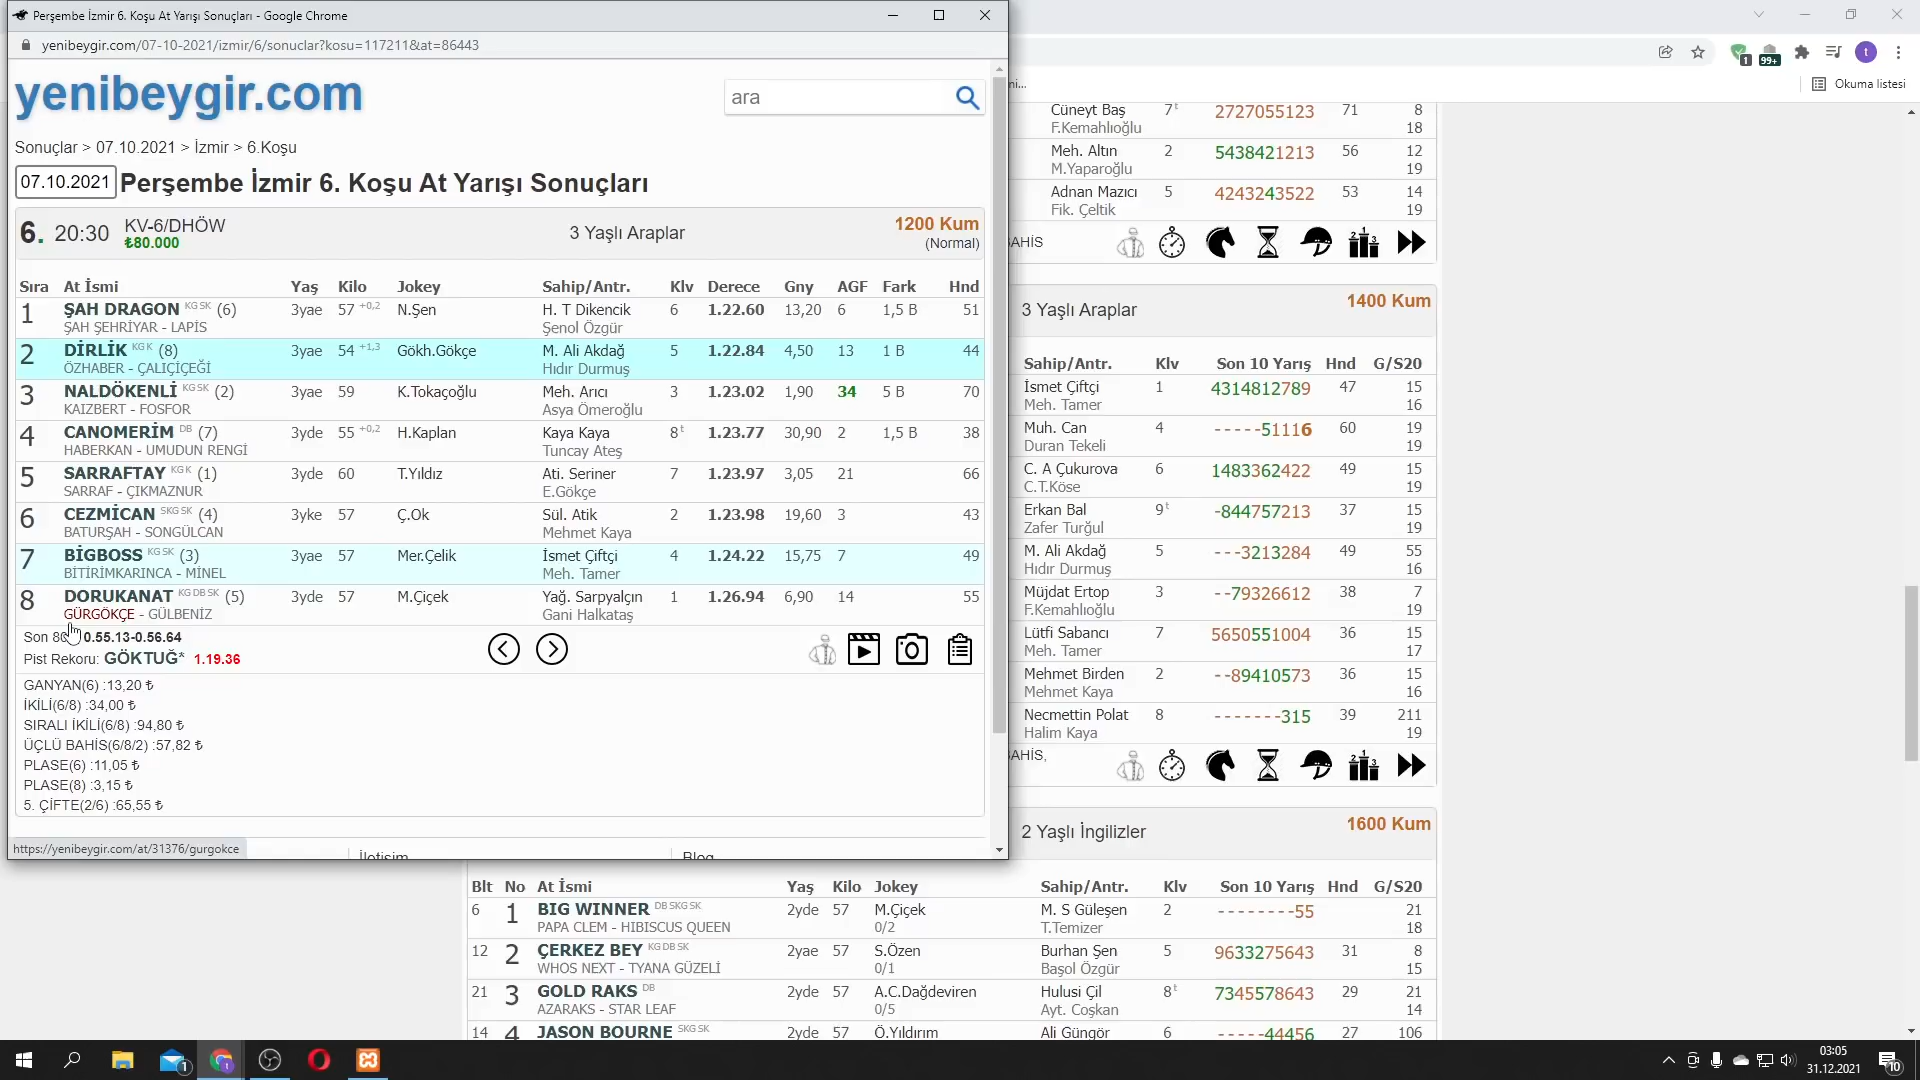 Perşembe İzmir 6. Koşu At Yarışı Sonuçları - Google Chrome
yenibeygir.com/07-10-2021/izmir/6/sonuclar?kosu=117211&at=86443
yenibeygir.com
ara
Sonuçlar > 07.10.2021 > İzmir > 6.Koşu
07.10.2021 Perşembe İzmir 6. Koşu At Yarışı Sonuçları
6. 20:30 KV-6/DHÖW 3 Yaşlı Araplar 1200 Kum
₺80.000 (Normal)
Sıra At İsmi Yaş Kilo Jokey Sahip/Antr. Klv Derece Gny AGF Fark Hnd
1 ŞAH DRAGON KG SK (6) 3yae 57 +0,2 N.Şen H. T Dikencik 6 1.22.60 13,20 6 1,5 B 51
ŞAH ŞEHRİYAR - LAPİS Şenol Özgür
2 DİRLİK KG K (8) 3yae 54 +1,3 Gökh.Gökçe M. Ali Akdağ 5 1.22.84 4,50 13 1 B 44
ÖZHABER - ÇALIÇİÇEĞİ Hıdır Durmuş
3 NALDÖKENLİ KG SK (2) 3yae 59 K.Tokaçoğlu Meh. Arıcı 3 1.23.02 1,90 34 5 B 70
KAIZBERT - FOSFOR Asya Ömeroğlu
4 CANOMERİM DB (7) 3yde 55 +0,2 H.Kaplan Kaya Kaya 8 t 1.23.77 30,90 2 1,5 B 38
HABERKAN - UMUDUN RENGİ Tuncay Ateş
5 SARRAFTAY KG K (1) 3yde 60 T.Yıldız Ati. Seriner 7 1.23.97 3,05 21 66
SARRAF - ÇIKMAZNUR E.Gökçe
6 CEZMİCAN SKG SK (4) 3yke 57 Ç.Ok Sül. Atik 2 1.23.98 19,60 3 43
BATURŞAH - SONGÜLCAN Mehmet Kaya
7 BİGBOSS KG SK (3) 3yae 57 Mer.Çelik İsmet Çiftçi 4 1.24.22 15,75 7 49
BİTİRİMKARINCA - MİNEL Meh. Tamer
8 DORUKANAT KG DB SK (5) 3yde 57 M.Çiçek Yağ. Sarpyalçın 1 1.26.94 6,90 14 55
GÜRGÖKÇE - GÜLBENİZ Gani Halkataş
Son 0.55.13-0.56.64
Pist Rekoru: GÖKTUĞ* 1.19.36
GANYAN(6) :13,20 ₺
İKİLİ(6/8) :34,00 ₺
SIRALI İKİLİ(6/8) :94,80 ₺
ÜÇLÜ BAHİS(6/8/2) :57,82 ₺
PLASE(6) :11,05 ₺
PLASE(8) :3,15 ₺
5. ÇİFTE(2/6) :65,55 ₺
https://yenibeygir.com/at/31376/gurgokce
İletişim Blog
t
1
99+
ni...
Okuma listesi
Cüneyt Baş 7 t 2727055123 71 8
F.Kemahlıoğlu 18
Meh. Altın 2 5438421213 56 12
M.Yaparoğlu 19
Adnan Mazıcı 5 4243243522 53 14
Fik. Çeltik 19
AHİS
3 Yaşlı Araplar 1400 Kum
Sahip/Antr. Klv Son 10 Yarış Hnd G/S20
İsmet Çiftçi 1 4314812789 47 15
Meh. Tamer 16
Muh. Can 4 -----51116 60 19
Duran Tekeli 19
C. A Çukurova 6 1483362422 49 15
C.T.Köse 19
Erkan Bal 9 t -844757213 37 15
Zafer Turğul 19
M. Ali Akdağ 5 ---3213284 49 55
Hıdır Durmuş 16
Müjdat Ertop 3 --79326612 38 7
F.Kemahlıoğlu 19
Lütfi Sabancı 7 5650551004 36 15
Meh. Tamer 17
Mehmet Birden 2 --89410573 36 15
Mehmet Kaya 16
Necmettin Polat 8 -------315 39 211
Halim Kaya 19
AHİS,
2 Yaşlı İngilizler 1600 Kum
Blt No At İsmi Yaş Kilo Jokey Sahip/Antr. Klv Son 10 Yarış Hnd G/S20
6 1 BIG WINNER DB SKG SK 2yde 57 M.Çiçek M. S Güleşen 2 --------55 21
PAPA CLEM - HIBISCUS QUEEN 0/2 T.Temizer 18
12 2 ÇERKEZ BEY KG DB SK 2yae 57 S.Özen Burhan Şen 5 9633275643 31 8
WHOS NEXT - TYANA GÜZELİ 0/1 Başol Özgür 15
21 3 GOLD RAKS DB 2yde 57 A.C.Dağdeviren Hulusi Çil 8 t 7345578643 29 21
AZARAKS - STAR LEAF 0/5 Ayt. Coşkan 14
14 4 JASON BOURNE SKG SK 2yde 57 Ö.Yıldırım Ali Güngör 6 -----44456 27 106
03:05
31.12.2021
10